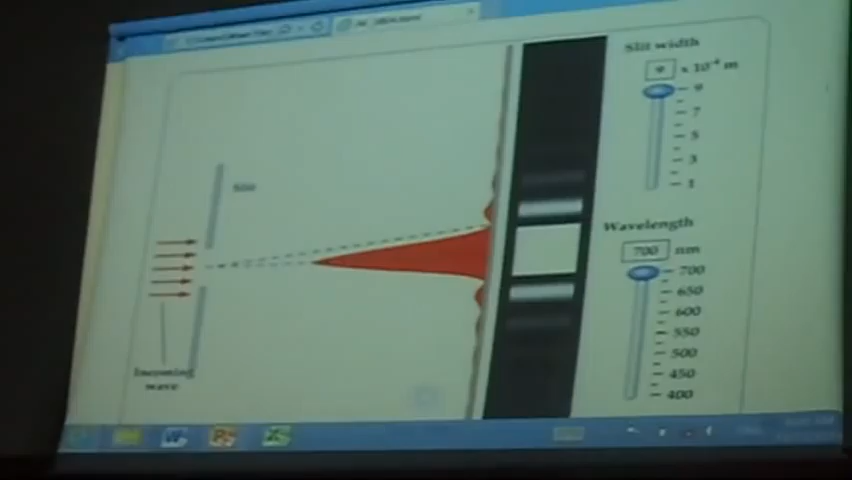 Slit width
9 x 10⁻⁶ m
9
7
5
3
1
Slit
Wavelength
700 nm
700
650
600
550
500
450
400
Incoming
wave